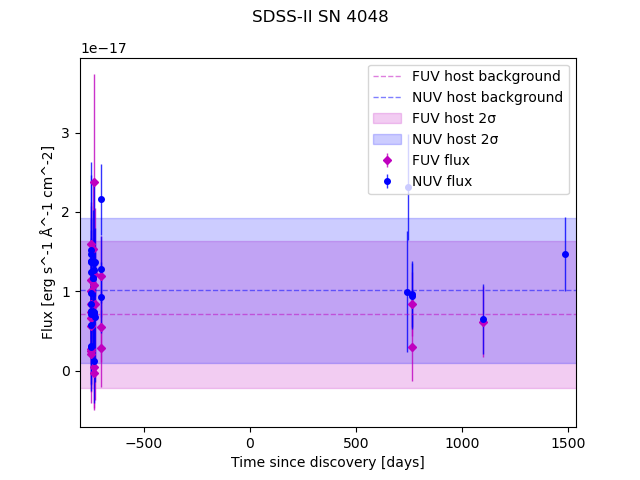 SDSS-II SN 4048
1e−17
FUV host background
NUV host background
FUV host 2σ
NUV host 2σ
FUV flux
NUV flux
3
2
1
0
Flux [erg s^-1 Å^-1 cm^-2]
−500
0
500
1000
1500
Time since discovery [days]